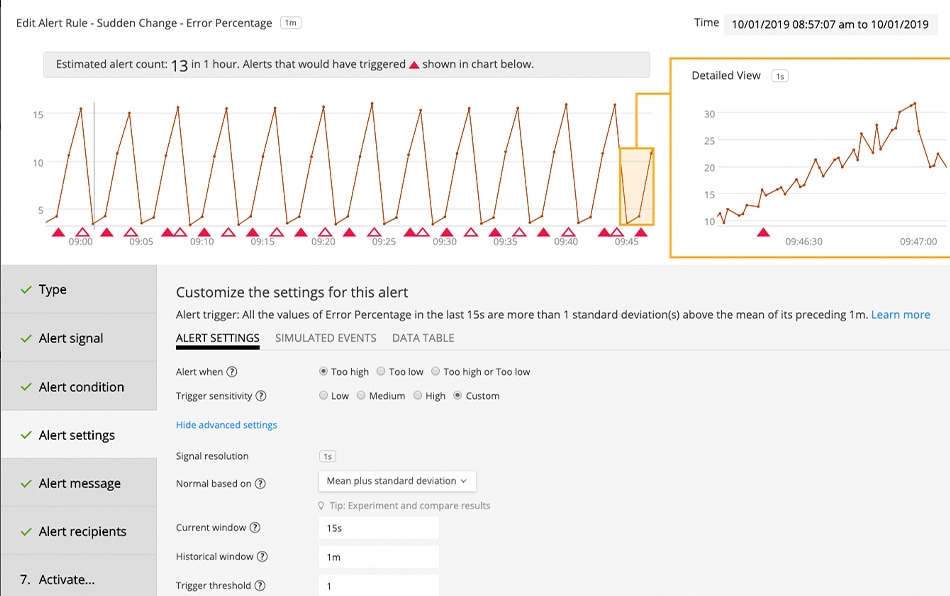 Edit Alert Rule - Sudden Change - Error Percentage 1m
Time 10/01/2019 08:57:07 am to 10/01/2019
Estimated alert count: 13 in 1 hour. Alerts that would have triggered shown in chart below.
15
10
5
09:00 09:05 09:10 09:15 09:20 09:25 09:30 09:35 09:40 09:45
Detailed View 1s
30
25
20
15
10
09:46:30 09:47:00
Type
Alert signal
Alert condition
Alert settings
Alert message
Alert recipients
7. Activate...
Customize the settings for this alert
Alert trigger: All the values of Error Percentage in the last 15s are more than 1 standard deviation(s) above the mean of its preceding 1m. Learn more
ALERT SETTINGS SIMULATED EVENTS DATA TABLE
Alert when ? Too high Too low Too high or Too low
Trigger sensitivity ? Low Medium High Custom
Hide advanced settings
Signal resolution 1s
Normal based on ? Mean plus standard deviation
Tip: Experiment and compare results
Current window ? 15s
Historical window ? 1m
Trigger threshold ? 1